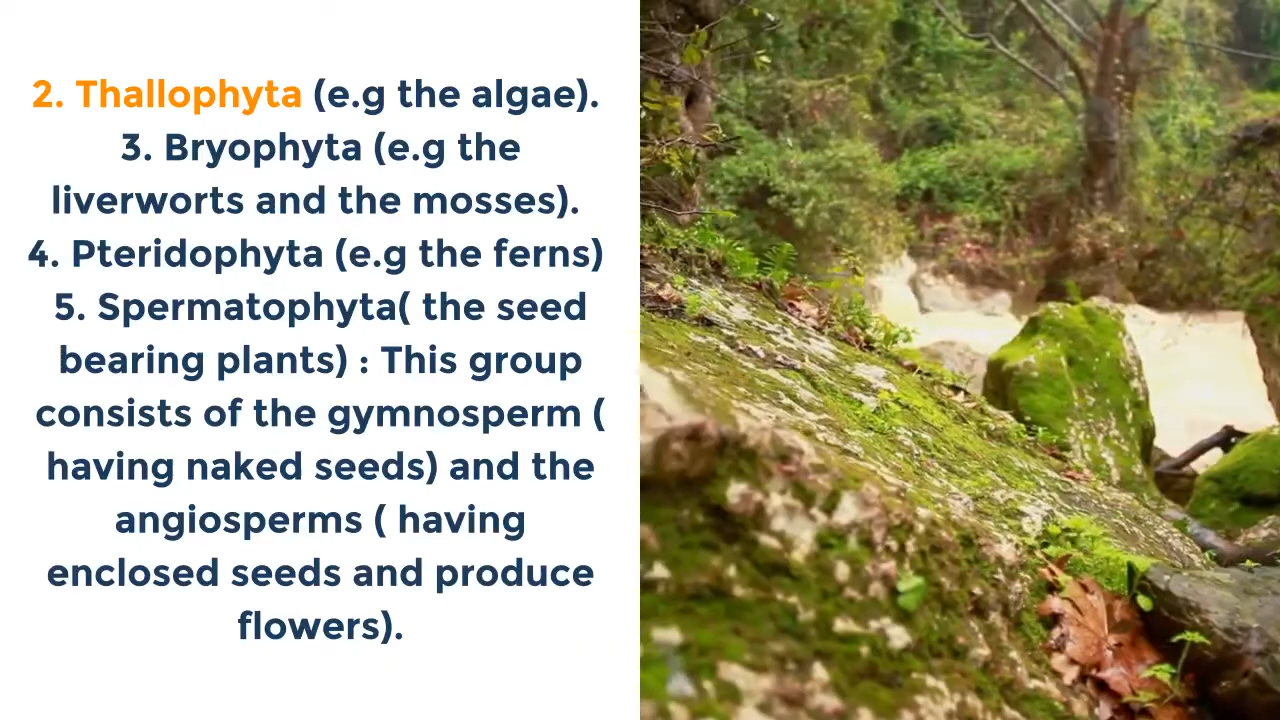 2. Thallophyta (e.g the algae).
3. Bryophyta (e.g the
liverworts and the mosses).
4. Pteridophyta (e.g the ferns)
5. Spermatophyta( the seed
bearing plants) : This group
consists of the gymnosperm (
having naked seeds) and the
angiosperms ( having
enclosed seeds and produce
flowers).